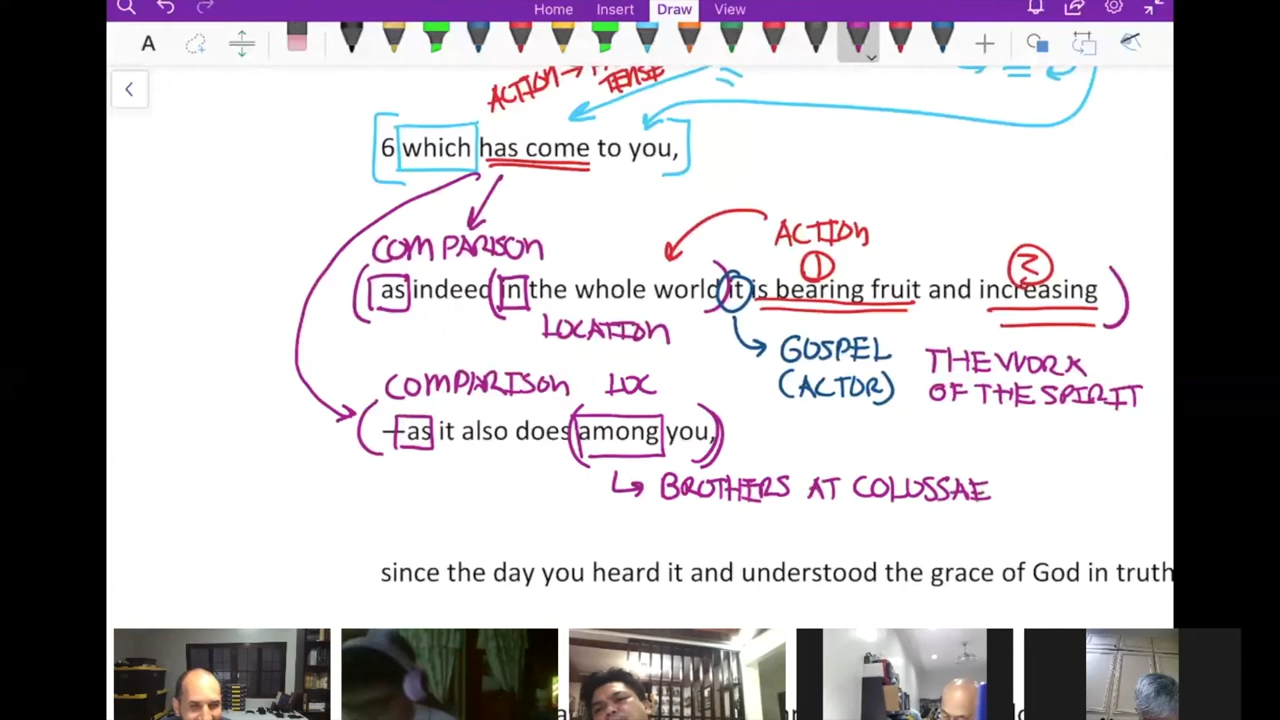 Home Insert Draw View
A
ACTION →
TENSE
6 which has come to you,
COMPARISON
ACTION
① ②
as indeed in the whole world it is bearing fruit and increasing
LOCATION
GOSPEL
(ACTOR)
THE WORK
OF THE SPIRIT
COMPARISON LOC
—as it also does among you,
BROTHERS AT COLOSSAE
since the day you heard it and understood the grace of God in truth